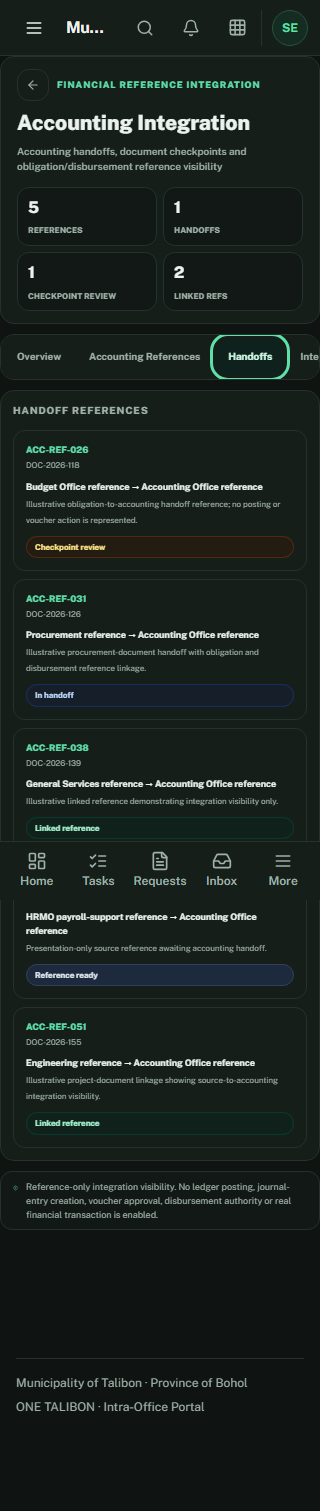 Mu...
SE
FINANCIAL REFERENCE INTEGRATION
Accounting Integration
Accounting handoffs, document checkpoints and
obligation/disbursement reference visibility
5
REFERENCES
1
HANDOFFS
1
CHECKPOINT REVIEW
2
LINKED REFS
Overview
Accounting References
Handoffs
Inte
HANDOFF REFERENCES
ACC-REF-026
DOC-2026-118
Budget Office reference → Accounting Office reference
Illustrative obligation-to-accounting handoff reference; no posting or
voucher action is represented.
Checkpoint review
ACC-REF-031
DOC-2026-126
Procurement reference → Accounting Office reference
Illustrative procurement-document handoff with obligation and
disbursement reference linkage.
In handoff
ACC-REF-038
DOC-2026-139
General Services reference → Accounting Office reference
Illustrative linked reference demonstrating integration visibility only.
Linked reference
Home
Tasks
Requests
Inbox
More
HRMO payroll-support reference → Accounting Office
reference
Presentation-only source reference awaiting accounting handoff.
Reference ready
ACC-REF-051
DOC-2026-155
Engineering reference → Accounting Office reference
Illustrative project-document linkage showing source-to-accounting
integration visibility.
Linked reference
Reference-only integration visibility. No ledger posting, journal-
entry creation, voucher approval, disbursement authority or real
financial transaction is enabled.
Municipality of Talibon · Province of Bohol
ONE TALIBON · Intra-Office Portal